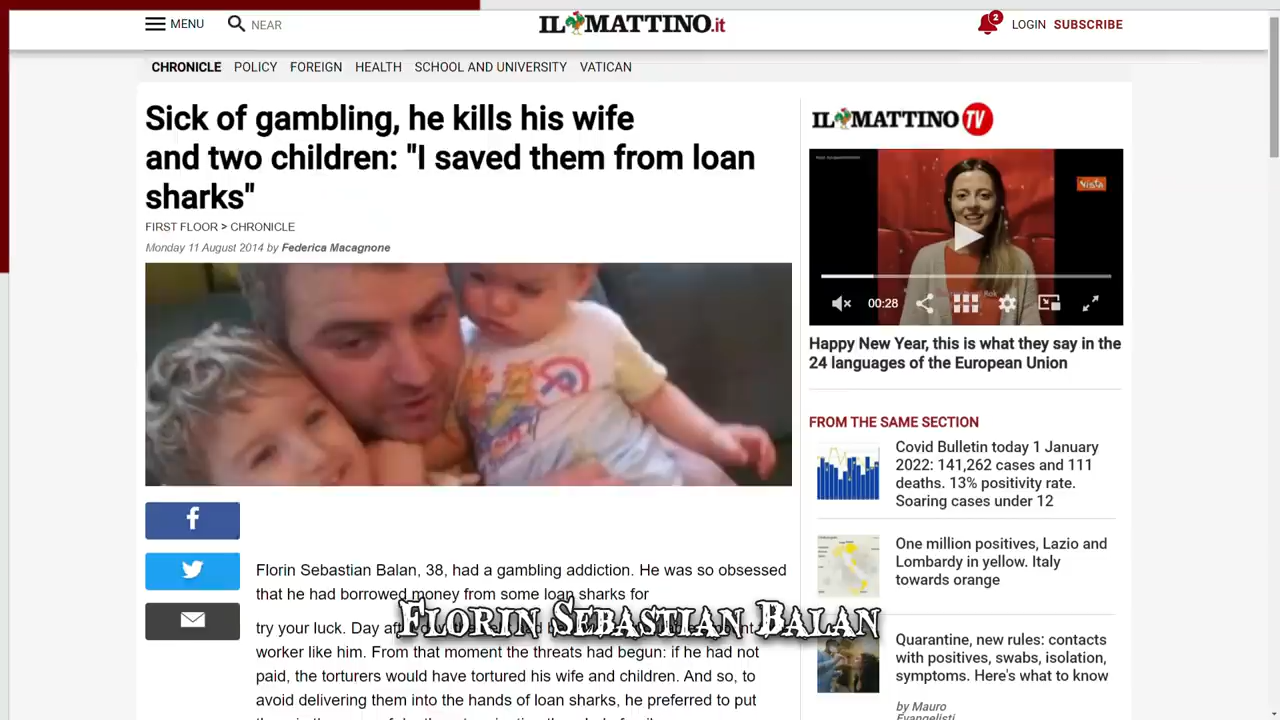 MENU
NEAR
IL MATTINO.it
2
LOGIN SUBSCRIBE
CHRONICLE POLICY FOREIGN HEALTH SCHOOL AND UNIVERSITY VATICAN
Sick of gambling, he kills his wife
and two children: "I saved them from loan
sharks"
FIRST FLOOR > CHRONICLE
Monday 11 August 2014 by Federica Macagnone
Florin Sebastian Balan, 38, had a gambling addiction. He was so obsessed
that he had borrowed money from some loan sharks for
try your luck. Day
worker like him. From that moment the threats had begun: if he had not
paid, the torturers would have tortured his wife and children. And so, to
avoid delivering them into the hands of loan sharks, he preferred to put
Florin Sebastian Balan
IL MATTINO TV
Vista
00:28
Happy New Year, this is what they say in the
24 languages of the European Union
FROM THE SAME SECTION
Covid Bulletin today 1 January
2022: 141,262 cases and 111
deaths. 13% positivity rate.
Soaring cases under 12
One million positives, Lazio and
Lombardy in yellow. Italy
towards orange
Quarantine, new rules: contacts
with positives, swabs, isolation,
symptoms. Here's what to know
by Mauro
Evangelisti